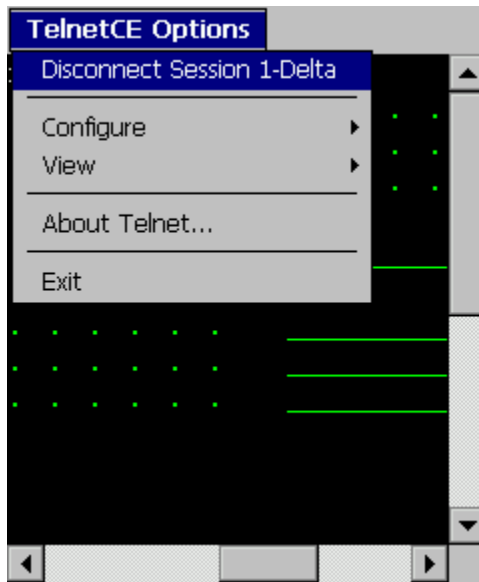 TelnetCE Options
Disconnect Session 1-Delta
Configure
View
About Telnet...
Exit